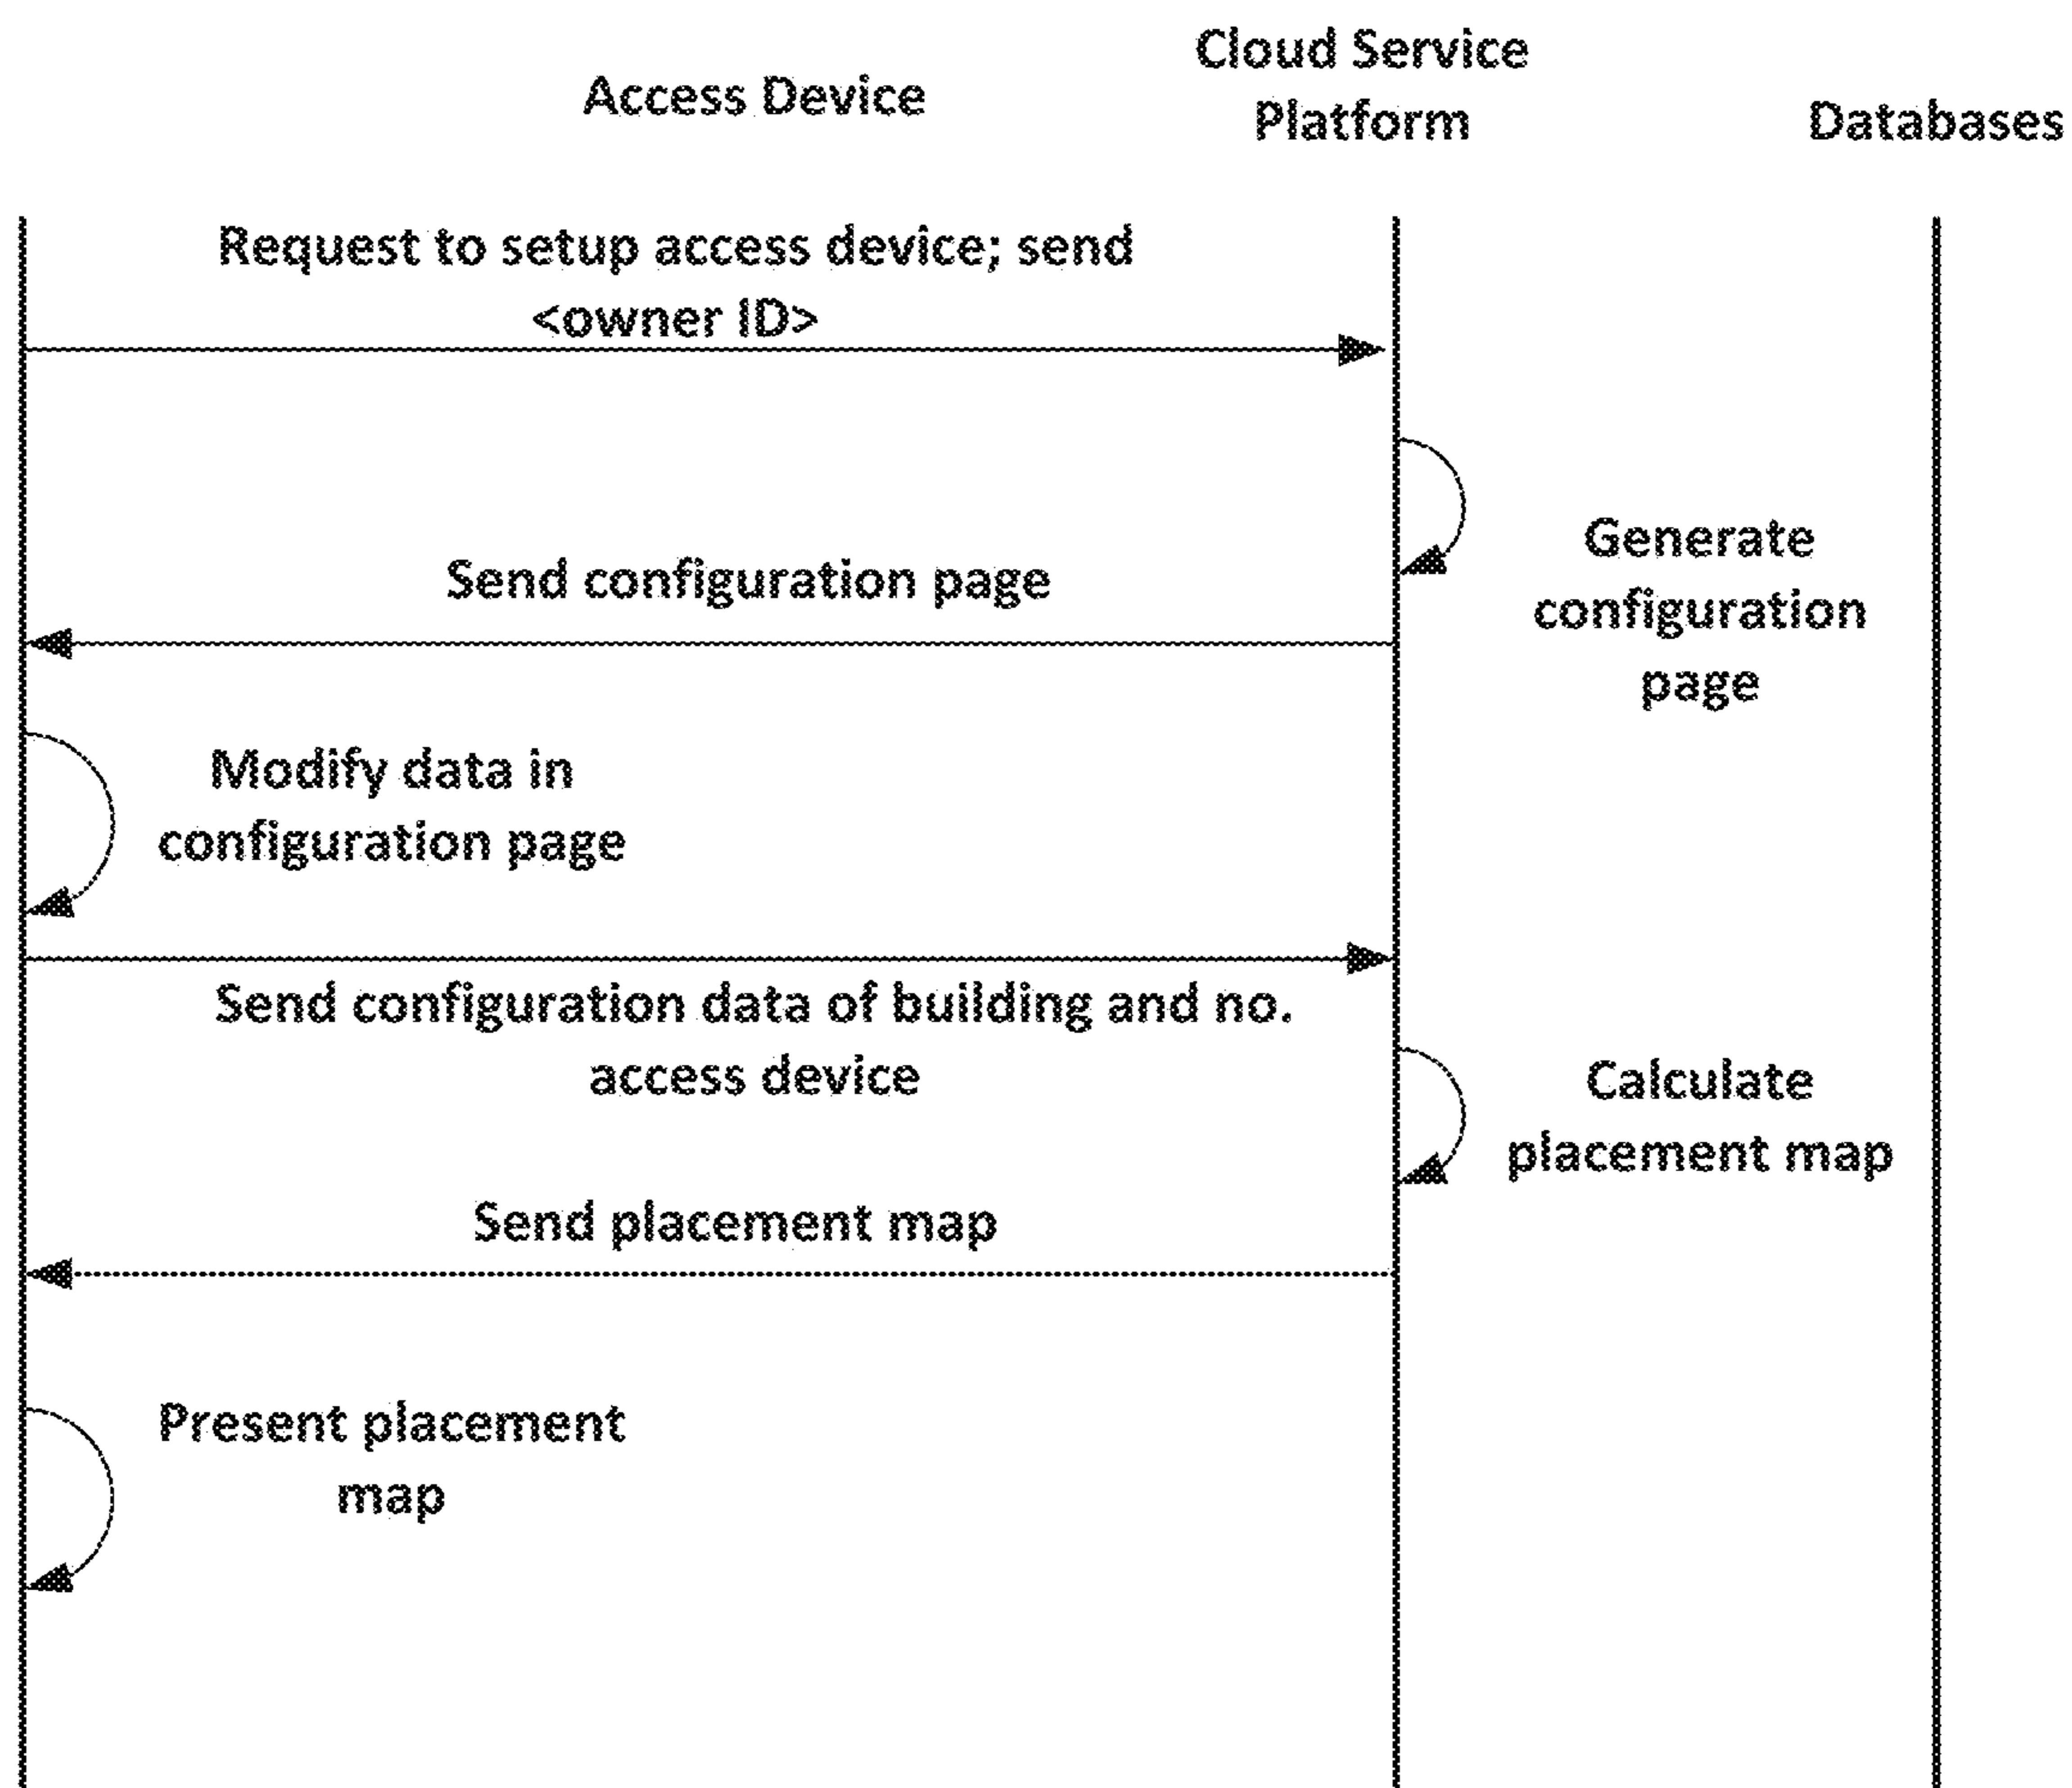 Access Device
Cloud Service
Platform
Databases
Request to setup access device; send
<owner ID>
Generate
configuration
page
Send configuration page
Modify data in
configuration page
Send configuration data of building and no.
access device
Calculate
placement map
Send placement map
Present placement
map